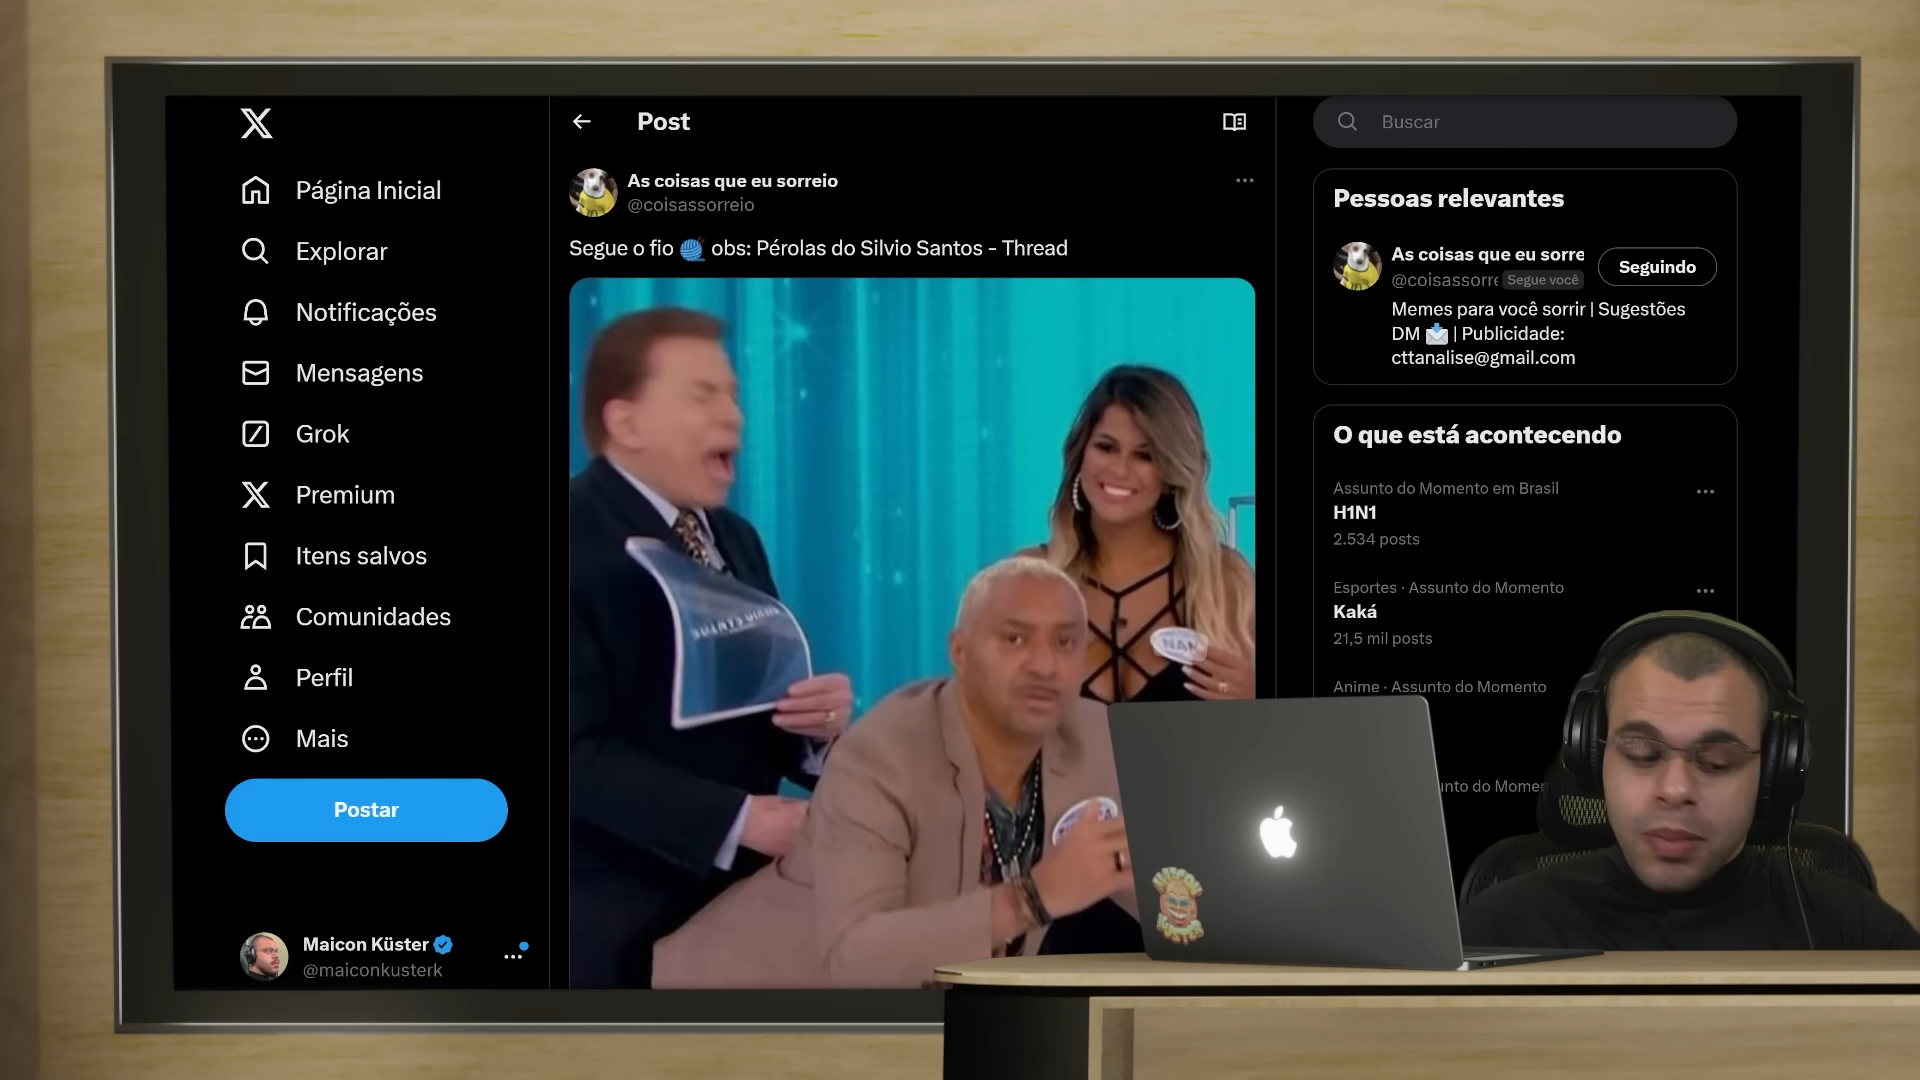 Página Inicial
Explorar
Notificações
Mensagens
Grok
Premium
Itens salvos
Comunidades
Perfil
Mais
Postar
Maicon Küster
@maiconkusterk
Post
As coisas que eu sorreio
@coisassorreio
Segue o fio 🧶 obs: Pérolas do Silvio Santos - Thread
Buscar
Pessoas relevantes
As coisas que eu sorre
@coisassorre Segue você
Seguindo
Memes para você sorrir | Sugestões
DM 📩 | Publicidade:
cttanalise@gmail.com
O que está acontecendo
Assunto do Momento em Brasil
H1N1
2.534 posts
Esportes · Assunto do Momento
Kaká
21,5 mil posts
Anime · Assunto do Momento
unto do Momen
KÜSTER